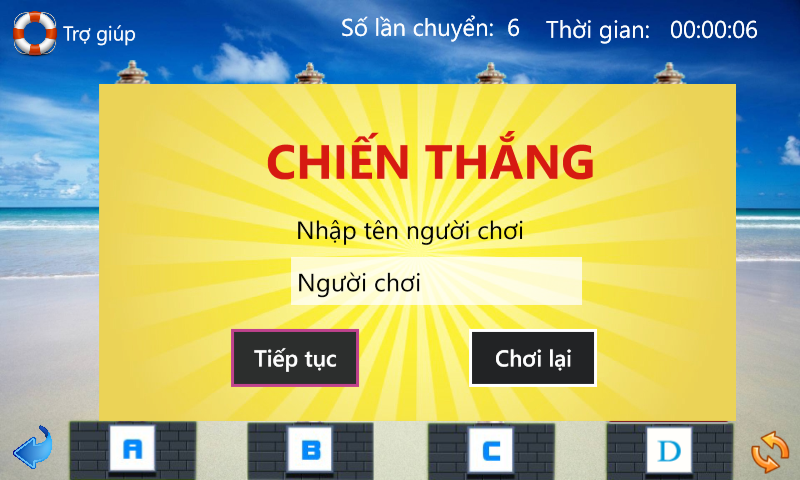 Trợ giúp
Số lần chuyển: 6 Thời gian: 00:00:06
CHIẾN THẮNG
Nhập tên người chơi
Người chơi
Tiếp tục Chơi lại
A B C D